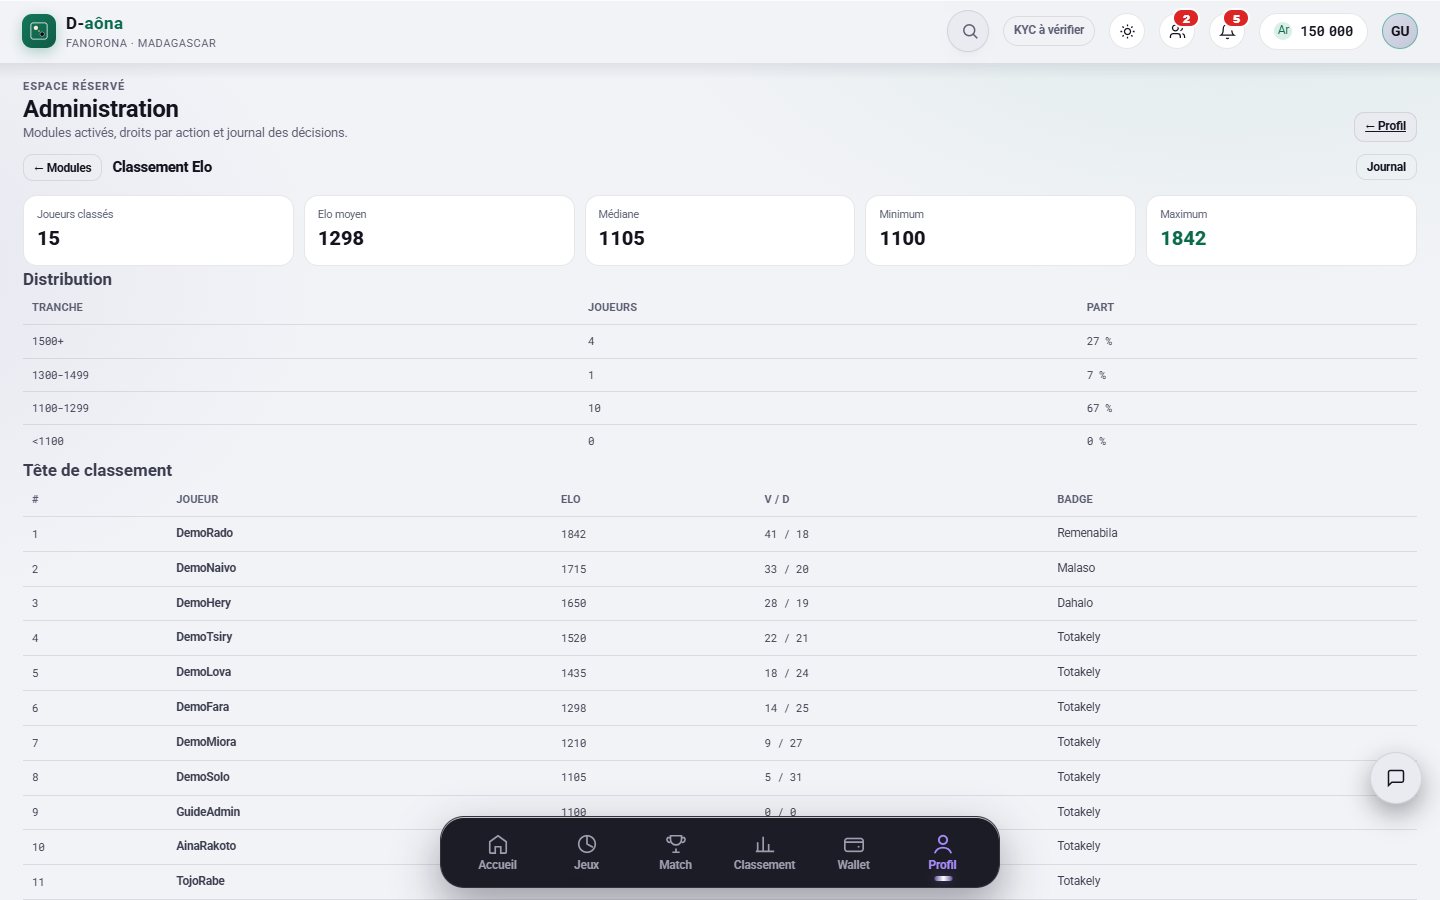 D-aôna
FANORONA · MADAGASCAR
KYC à vérifier
2
5
Ar 150 000
GU
ESPACE RÉSERVÉ
Administration
Modules activés, droits par action et journal des décisions.
← Profil
← Modules
Classement Elo
Journal
Joueurs classés
15
Elo moyen
1298
Médiane
1105
Minimum
1100
Maximum
1842
Distribution
TRANCHE JOUEURS PART
1500+ 4 27 %
1300–1499 1 7 %
1100–1299 10 67 %
<1100 0 0 %
Tête de classement
# JOUEUR ELO V / D BADGE
1 DemoRado 1842 41 / 18 Remenabila
2 DemoNaivo 1715 33 / 20 Malaso
3 DemoHery 1650 28 / 19 Dahalo
4 DemoTsiry 1520 22 / 21 Totakely
5 DemoLova 1435 18 / 24 Totakely
6 DemoFara 1298 14 / 25 Totakely
7 DemoMiora 1210 9 / 27 Totakely
8 DemoSolo 1105 5 / 31 Totakely
9 GuideAdmin 1100 0 / 0 Totakely
10 AinaRakoto Totakely
11 TojoRabe Totakely
Accueil
Jeux
Match
Classement
Wallet
Profil